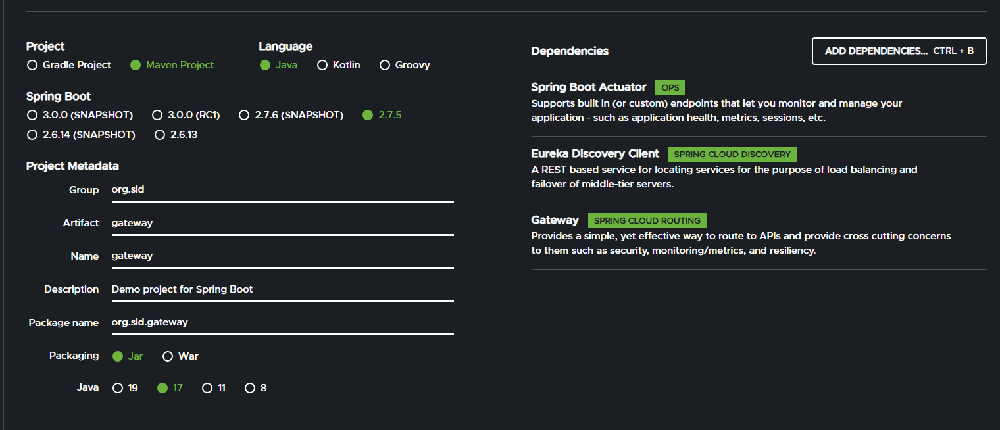 Project
Gradle Project Maven Project
Language
Java Kotlin Groovy
Spring Boot
3.0.0 (SNAPSHOT) 3.0.0 (RC1) 2.7.6 (SNAPSHOT) 2.7.5
2.6.14 (SNAPSHOT) 2.6.13
Project Metadata
Group org.sid
Artifact gateway
Name gateway
Description Demo project for Spring Boot
Package name org.sid.gateway
Packaging Jar War
Java 19 17 11 8
Dependencies ADD DEPENDENCIES... CTRL + B
Spring Boot Actuator OPS
Supports built in (or custom) endpoints that let you monitor and manage your
application - such as application health, metrics, sessions, etc.
Eureka Discovery Client SPRING CLOUD DISCOVERY
A REST based service for locating services for the purpose of load balancing and
failover of middle-tier servers.
Gateway SPRING CLOUD ROUTING
Provides a simple, yet effective way to route to APIs and provide cross cutting concerns
to them such as security, monitoring/metrics, and resiliency.